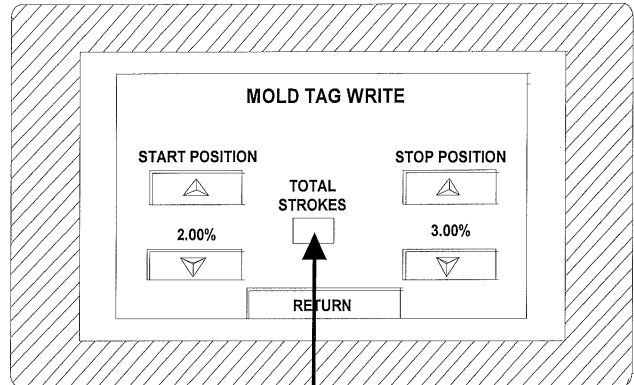 MOLD TAG WRITE
START POSITION
STOP POSITION
TOTAL
STROKES
2.00%
3.00%
RETURN